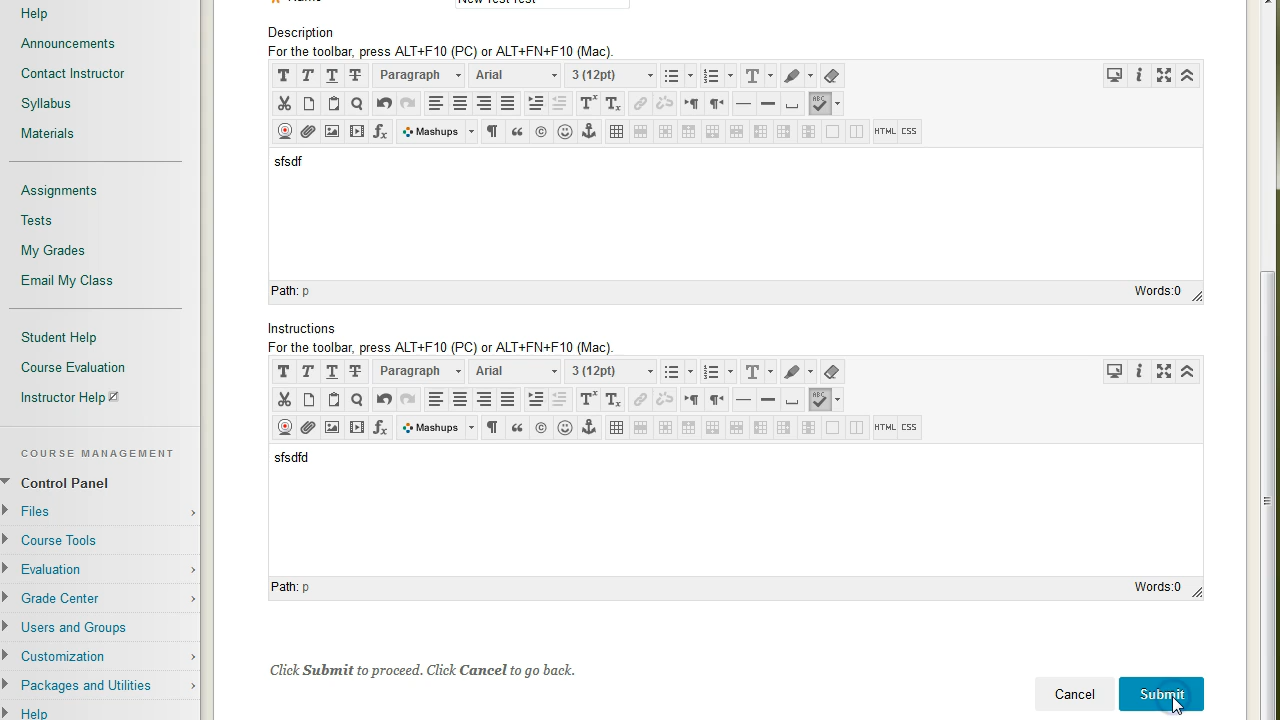 Help
Announcements
Contact Instructor
Syllabus
Materials
Assignments
Tests
My Grades
Email My Class
Student Help
Course Evaluation
Instructor Help
COURSE MANAGEMENT
Control Panel
Files
Course Tools
Evaluation
Grade Center
Users and Groups
Customization
Packages and Utilities
Help
Description
For the toolbar, press ALT+F10 (PC) or ALT+FN+F10 (Mac).
T T T T Paragraph Arial 3 (12pt) T
ABC
Mashups HTML CSS
sfsdf
Path: p Words:0
Instructions
For the toolbar, press ALT+F10 (PC) or ALT+FN+F10 (Mac).
T T T T Paragraph Arial 3 (12pt) T
ABC
Mashups HTML CSS
sfsdfd
Path: p Words:0
Click Submit to proceed. Click Cancel to go back.
Cancel Submit